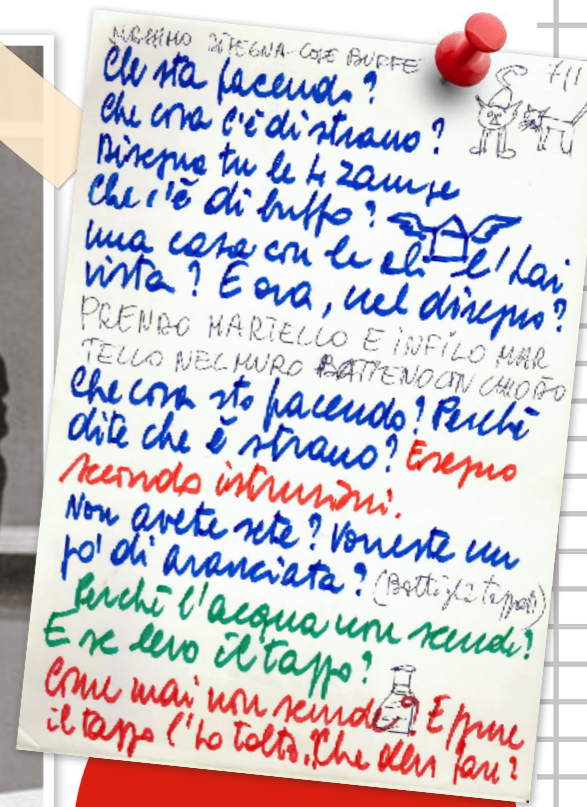 MASSIMO DISEGNA - COSE BUFFE
7/1
Che sta facendo?
che cosa c'è di strano?
Disegna tu le 4 zampe
Che c'è di buffo?
una casa con le ali l'hai
vista? E ora, nel disegno?
PRENDO MARTELLO E INFILO MAR
TELLO NEL MURO BATTENDO CON CHIODO
Che cosa sto facendo? Perché
dite che è strano? Eseguo
secondo istruzioni.
Non avete sete? Vorreste un
po' di aranciata? (Bottiglia tappata)
Perché l'acqua non scende?
E se levo il tappo?
Come mai non scende? Eppure
il tappo l'ho tolto. Che devo fare?